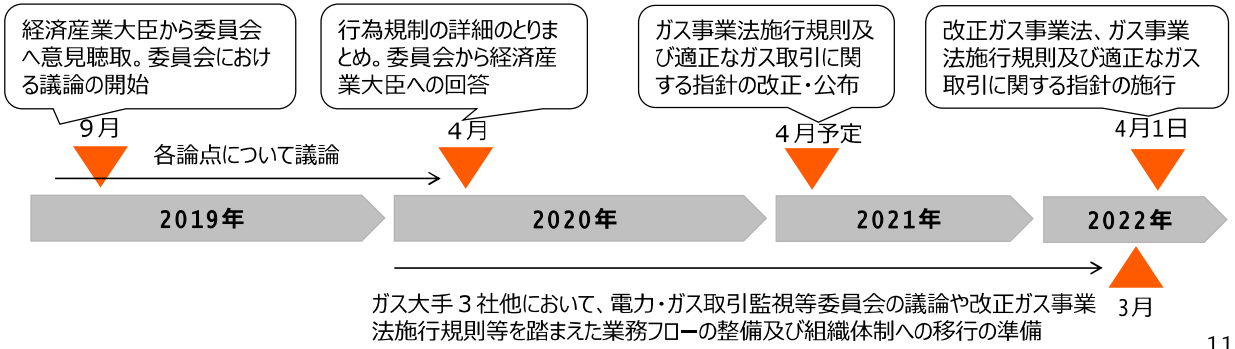 経済産業大臣から委員会
へ意見聴取。委員会におけ
る議論の開始
行為規制の詳細のとりま
とめ。委員会から経済産
業大臣への回答
ガス事業法施行規則及
び適正なガス取引に関
する指針の改正・公布
改正ガス事業法、ガス事業
法施行規則及び適正なガス
取引に関する指針の施行
9月
4月
4月予定
4月1日
各論点について議論
2019年
2020年
2021年
2022年
ガス大手3社他において、電力・ガス取引監視等委員会の議論や改正ガス事業
法施行規則等を踏まえた業務フローの整備及び組織体制への移行の準備
3月
11